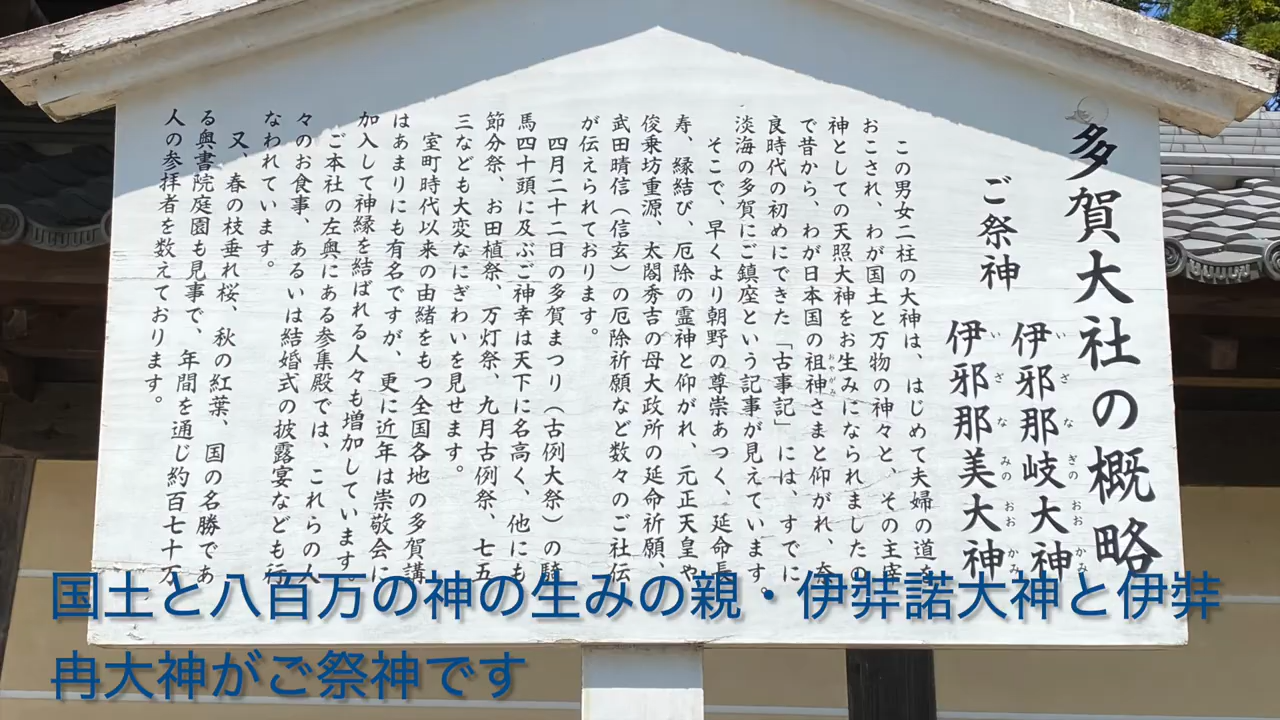 多賀大社の概略
ご祭神
伊邪那岐大神
いざなぎのおおかみ
伊邪那美大神
いざなみのおおかみ
この男女二柱の大神は、はじめて夫婦の道を
おこされ、わが国土と万物の神々と、その主宰
神としての天照大神をお生みになられましたの
で昔から、わが日本国の祖神さまと仰がれ、奈
おやがみ
良時代の初めにできた「古事記」には、すでに
淡海の多賀にご鎮座という記事が見えています。
そこで、早くより朝野の尊崇あつく、延命長
寿、縁結び、厄除の霊神と仰がれ、元正天皇や
俊乗坊重源、太閤秀吉の母大政所の延命祈願、
武田晴信（信玄）の厄除祈願など数々のご社伝
が伝えられております。
四月二十二日の多賀まつり（古例大祭）の騎
馬四十頭に及ぶご神幸は天下に名高く、他にも
節分祭、お田植祭、万灯祭、九月古例祭、七五
三なども大変なにぎわいを見せます。
室町時代以来の由緒をもつ全国各地の多賀講
はあまりにも有名ですが、更に近年は崇敬会に
加入して神縁を結ばれる人々も増加しています。
ご本社の左奥にある参集殿では、これらの人
々のお食事、あるいは結婚式の披露宴なども行
なわれています。
又、春の枝垂れ桜、秋の紅葉、国の名勝であ
る奥書院庭園も見事で、年間を通じ約百七十万
人の参拝者を数えております。
国土と八百万の神の生みの親・伊弉諾大神と伊弉
冉大神がご祭神です